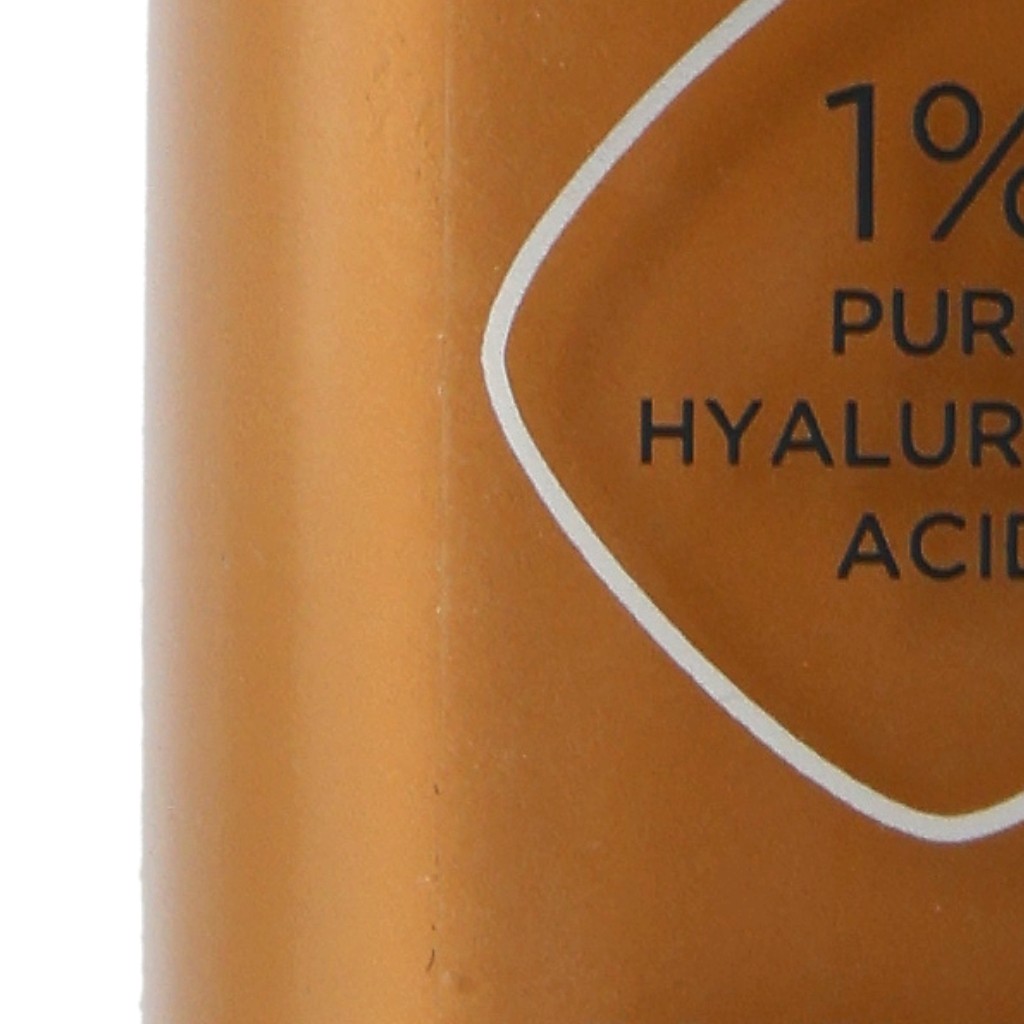 1%
PUR
HYALUR
ACID